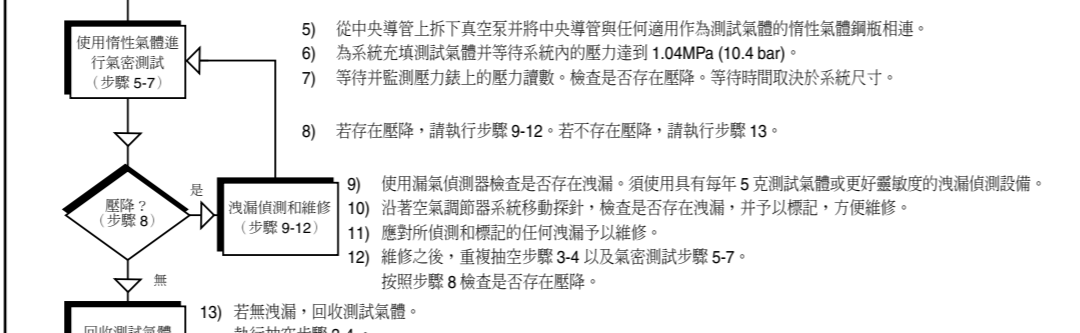 使用惰性氣體進
行氣密測試
(步驟 5-7)
5) 從中央導管上拆下真空泵并將中央導管與任何適用作為測試氣體的惰性氣體鋼瓶相連。
6) 為系統充填測試氣體并等待系統內的壓力達到 1.04MPa (10.4 bar)。
7) 等待并監測壓力錶上的壓力讀數。檢查是否存在壓降。等待時間取決於系統尺寸。
8) 若存在壓降,請執行步驟 9-12。若不存在壓降,請執行步驟 13。
壓降?
(步驟 8)
是
洩漏偵測和維修
(步驟 9-12)
9) 使用漏氣偵測器檢查是否存在洩漏。須使用具有每年 5 克測試氣體或更好靈敏度的洩漏偵測設備。
10) 沿著空氣調節器系統移動探針,檢查是否存在洩漏,并予以標記,方便維修。
11) 應對所偵測和標記的任何洩漏予以維修。
12) 維修之後,重複抽空步驟 3-4 以及氣密測試步驟 5-7。
按照步驟 8 檢查是否存在壓降。
無
回收測試氣體
13) 若無洩漏,回收測試氣體。
執行抽空步驟 3-4。